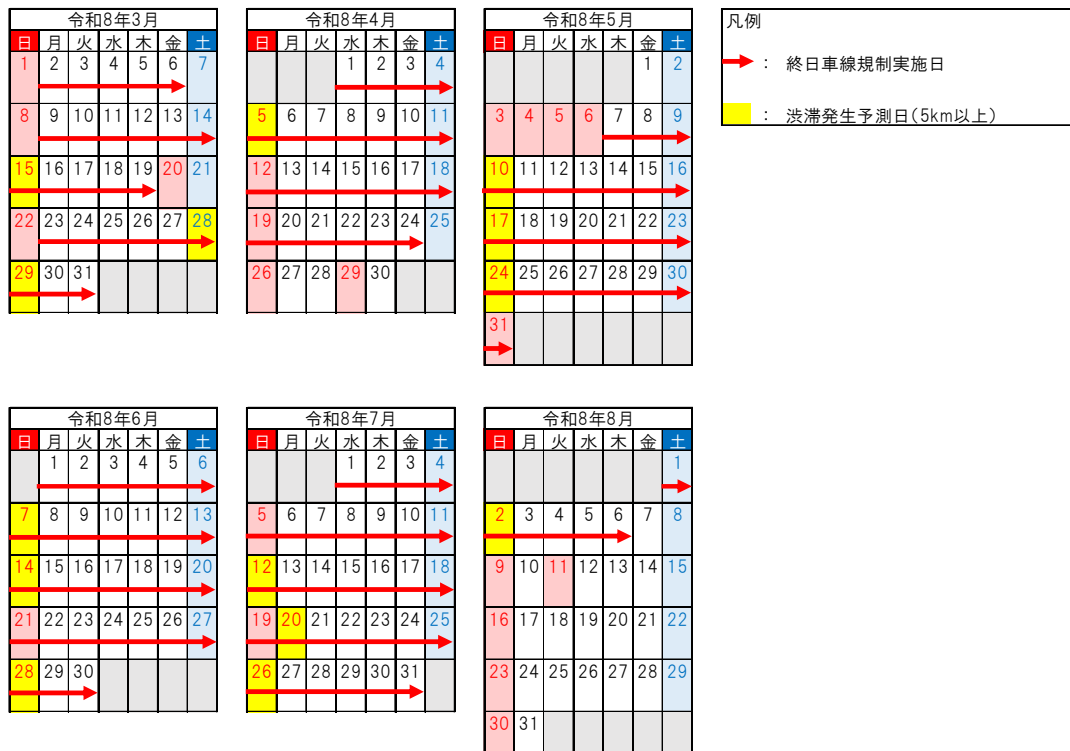 令和8年3月
日 月 火 水 木 金 土
1 2 3 4 5 6 7
8 9 10 11 12 13 14
15 16 17 18 19 20 21
22 23 24 25 26 27 28
29 30 31
令和8年4月
日 月 火 水 木 金 土
1 2 3 4
5 6 7 8 9 10 11
12 13 14 15 16 17 18
19 20 21 22 23 24 25
26 27 28 29 30
令和8年5月
日 月 火 水 木 金 土
1 2
3 4 5 6 7 8 9
10 11 12 13 14 15 16
17 18 19 20 21 22 23
24 25 26 27 28 29 30
31
凡例
： 終日車線規制実施日
： 渋滞発生予測日(5km以上)
令和8年6月
日 月 火 水 木 金 土
1 2 3 4 5 6
7 8 9 10 11 12 13
14 15 16 17 18 19 20
21 22 23 24 25 26 27
28 29 30
令和8年7月
日 月 火 水 木 金 土
1 2 3 4
5 6 7 8 9 10 11
12 13 14 15 16 17 18
19 20 21 22 23 24 25
26 27 28 29 30 31
令和8年8月
日 月 火 水 木 金 土
1
2 3 4 5 6 7 8
9 10 11 12 13 14 15
16 17 18 19 20 21 22
23 24 25 26 27 28 29
30 31